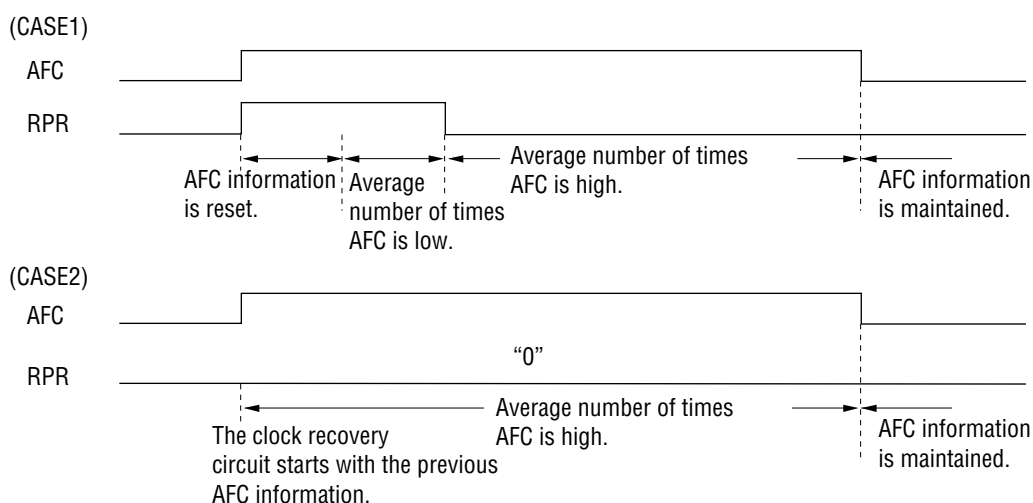 (CASE1)
AFC
RPR
AFC information
is reset.
Average
number of times
AFC is low.
Average number of times
AFC is high.
AFC information
is maintained.
(CASE2)
AFC
“0”
RPR
The clock recovery
circuit starts with the previous
AFC information.
Average number of times
AFC is high.
AFC information
is maintained.